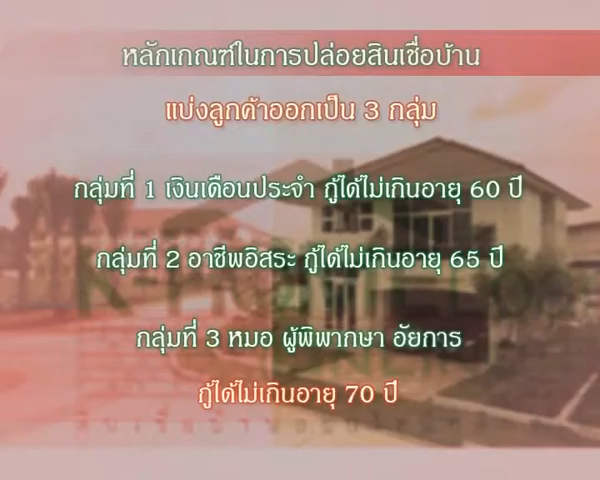 หลักเกณฑ์ในการปล่อยสินเชื่อบ้าน
แบ่งลูกค้าออกเป็น 3 กลุ่ม
กลุ่มที่ 1 เงินเดือนประจำ กู้ได้ไม่เกินอายุ 60 ปี
กลุ่มที่ 2 อาชีพอิสระ กู้ได้ไม่เกินอายุ 65 ปี
กลุ่มที่ 3 หมอ ผู้พิพากษา อัยการ
กู้ได้ไม่เกินอายุ 70 ปี